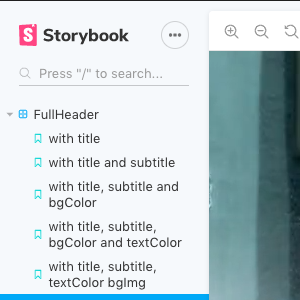 Storybook
Press "/" to search...
FullHeader
with title
with title and subtitle
with title, subtitle and
bgColor
with title, subtitle,
bgColor and textColor
with title, subtitle,
textColor bgImg